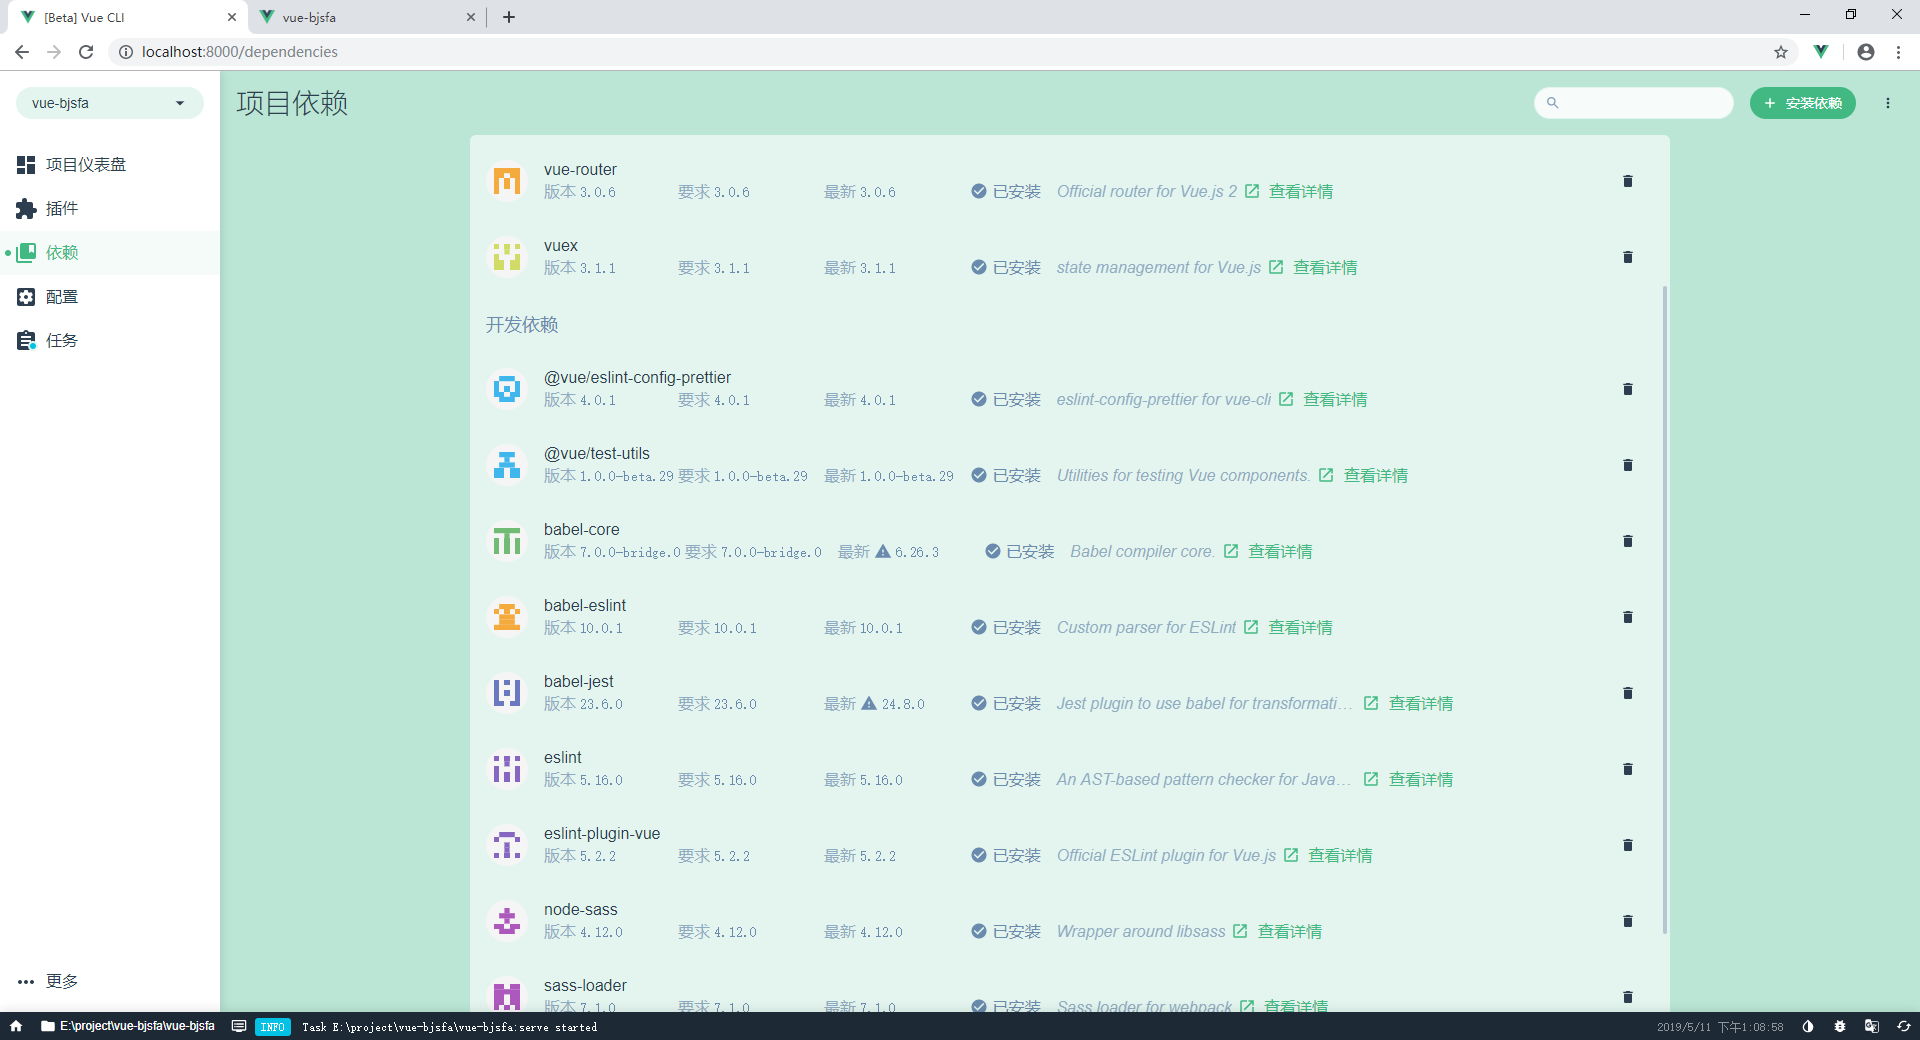 [Beta] Vue CLI
vue-bjsfa
localhost:8000/dependencies
vue-bjsfa
项目依赖
安装依赖
项目仪表盘
插件
依赖
配置
任务
更多
vue-router
版本 3.0.6 要求 3.0.6 最新 3.0.6 已安装 Official router for Vue.js 2 查看详情
vuex
版本 3.1.1 要求 3.1.1 最新 3.1.1 已安装 state management for Vue.js 查看详情
开发依赖
@vue/eslint-config-prettier
版本 4.0.1 要求 4.0.1 最新 4.0.1 已安装 eslint-config-prettier for vue-cli 查看详情
@vue/test-utils
版本 1.0.0-beta.29 要求 1.0.0-beta.29 最新 1.0.0-beta.29 已安装 Utilities for testing Vue components. 查看详情
babel-core
版本 7.0.0-bridge.0 要求 7.0.0-bridge.0 最新 6.26.3 已安装 Babel compiler core. 查看详情
babel-eslint
版本 10.0.1 要求 10.0.1 最新 10.0.1 已安装 Custom parser for ESLint 查看详情
babel-jest
版本 23.6.0 要求 23.6.0 最新 24.8.0 已安装 Jest plugin to use babel for transformati… 查看详情
eslint
版本 5.16.0 要求 5.16.0 最新 5.16.0 已安装 An AST-based pattern checker for Java… 查看详情
eslint-plugin-vue
版本 5.2.2 要求 5.2.2 最新 5.2.2 已安装 Official ESLint plugin for Vue.js 查看详情
node-sass
版本 4.12.0 要求 4.12.0 最新 4.12.0 已安装 Wrapper around libsass 查看详情
sass-loader
版本 7.1.0 要求 7.1.0 最新 7.1.0 已安装 Sass loader for webpack 查看详情
E:\project\vue-bjsfa\vue-bjsfa INFO Task E:\project\vue-bjsfa\vue-bjsfa:serve started 2019/5/11 下午1:08:58